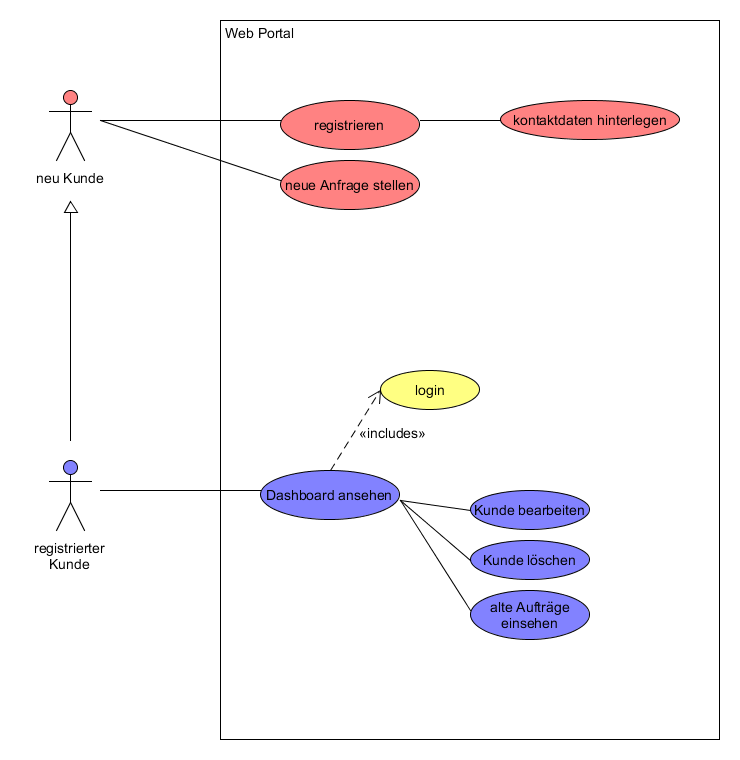 Web Portal
registrieren
kontaktdaten hinterlegen
neu Kunde
neue Anfrage stellen
login
«includes»
Dashboard ansehen
Kunde bearbeiten
registrierter
Kunde
Kunde löschen
alte Aufträge
einsehen